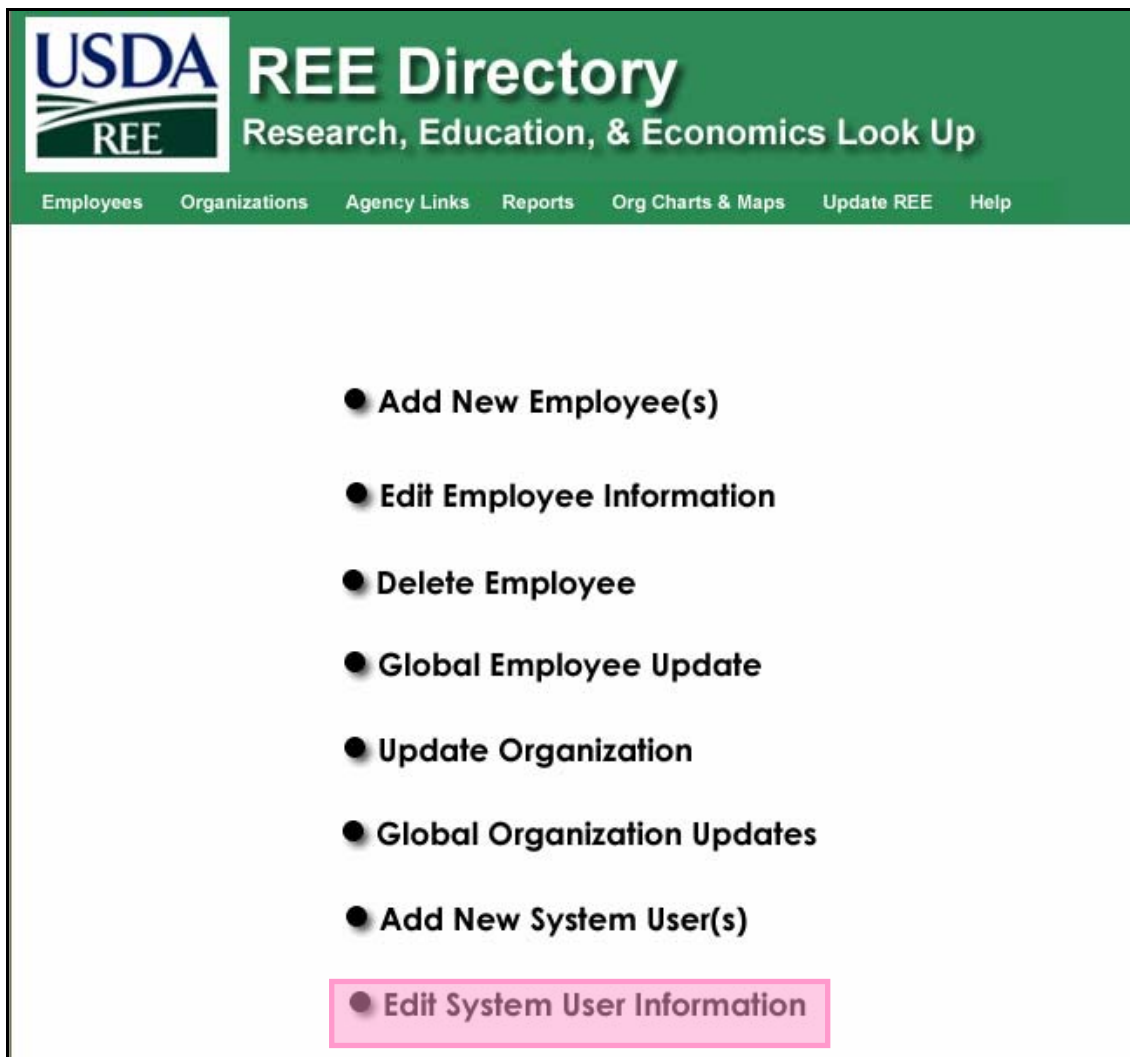 USDA
REE
REE Directory
Research, Education, & Economics Look Up
Employees Organizations Agency Links Reports Org Charts & Maps Update REE Help
Add New Employee(s)
Edit Employee Information
Delete Employee
Global Employee Update
Update Organization
Global Organization Updates
Add New System User(s)
Edit System User Information